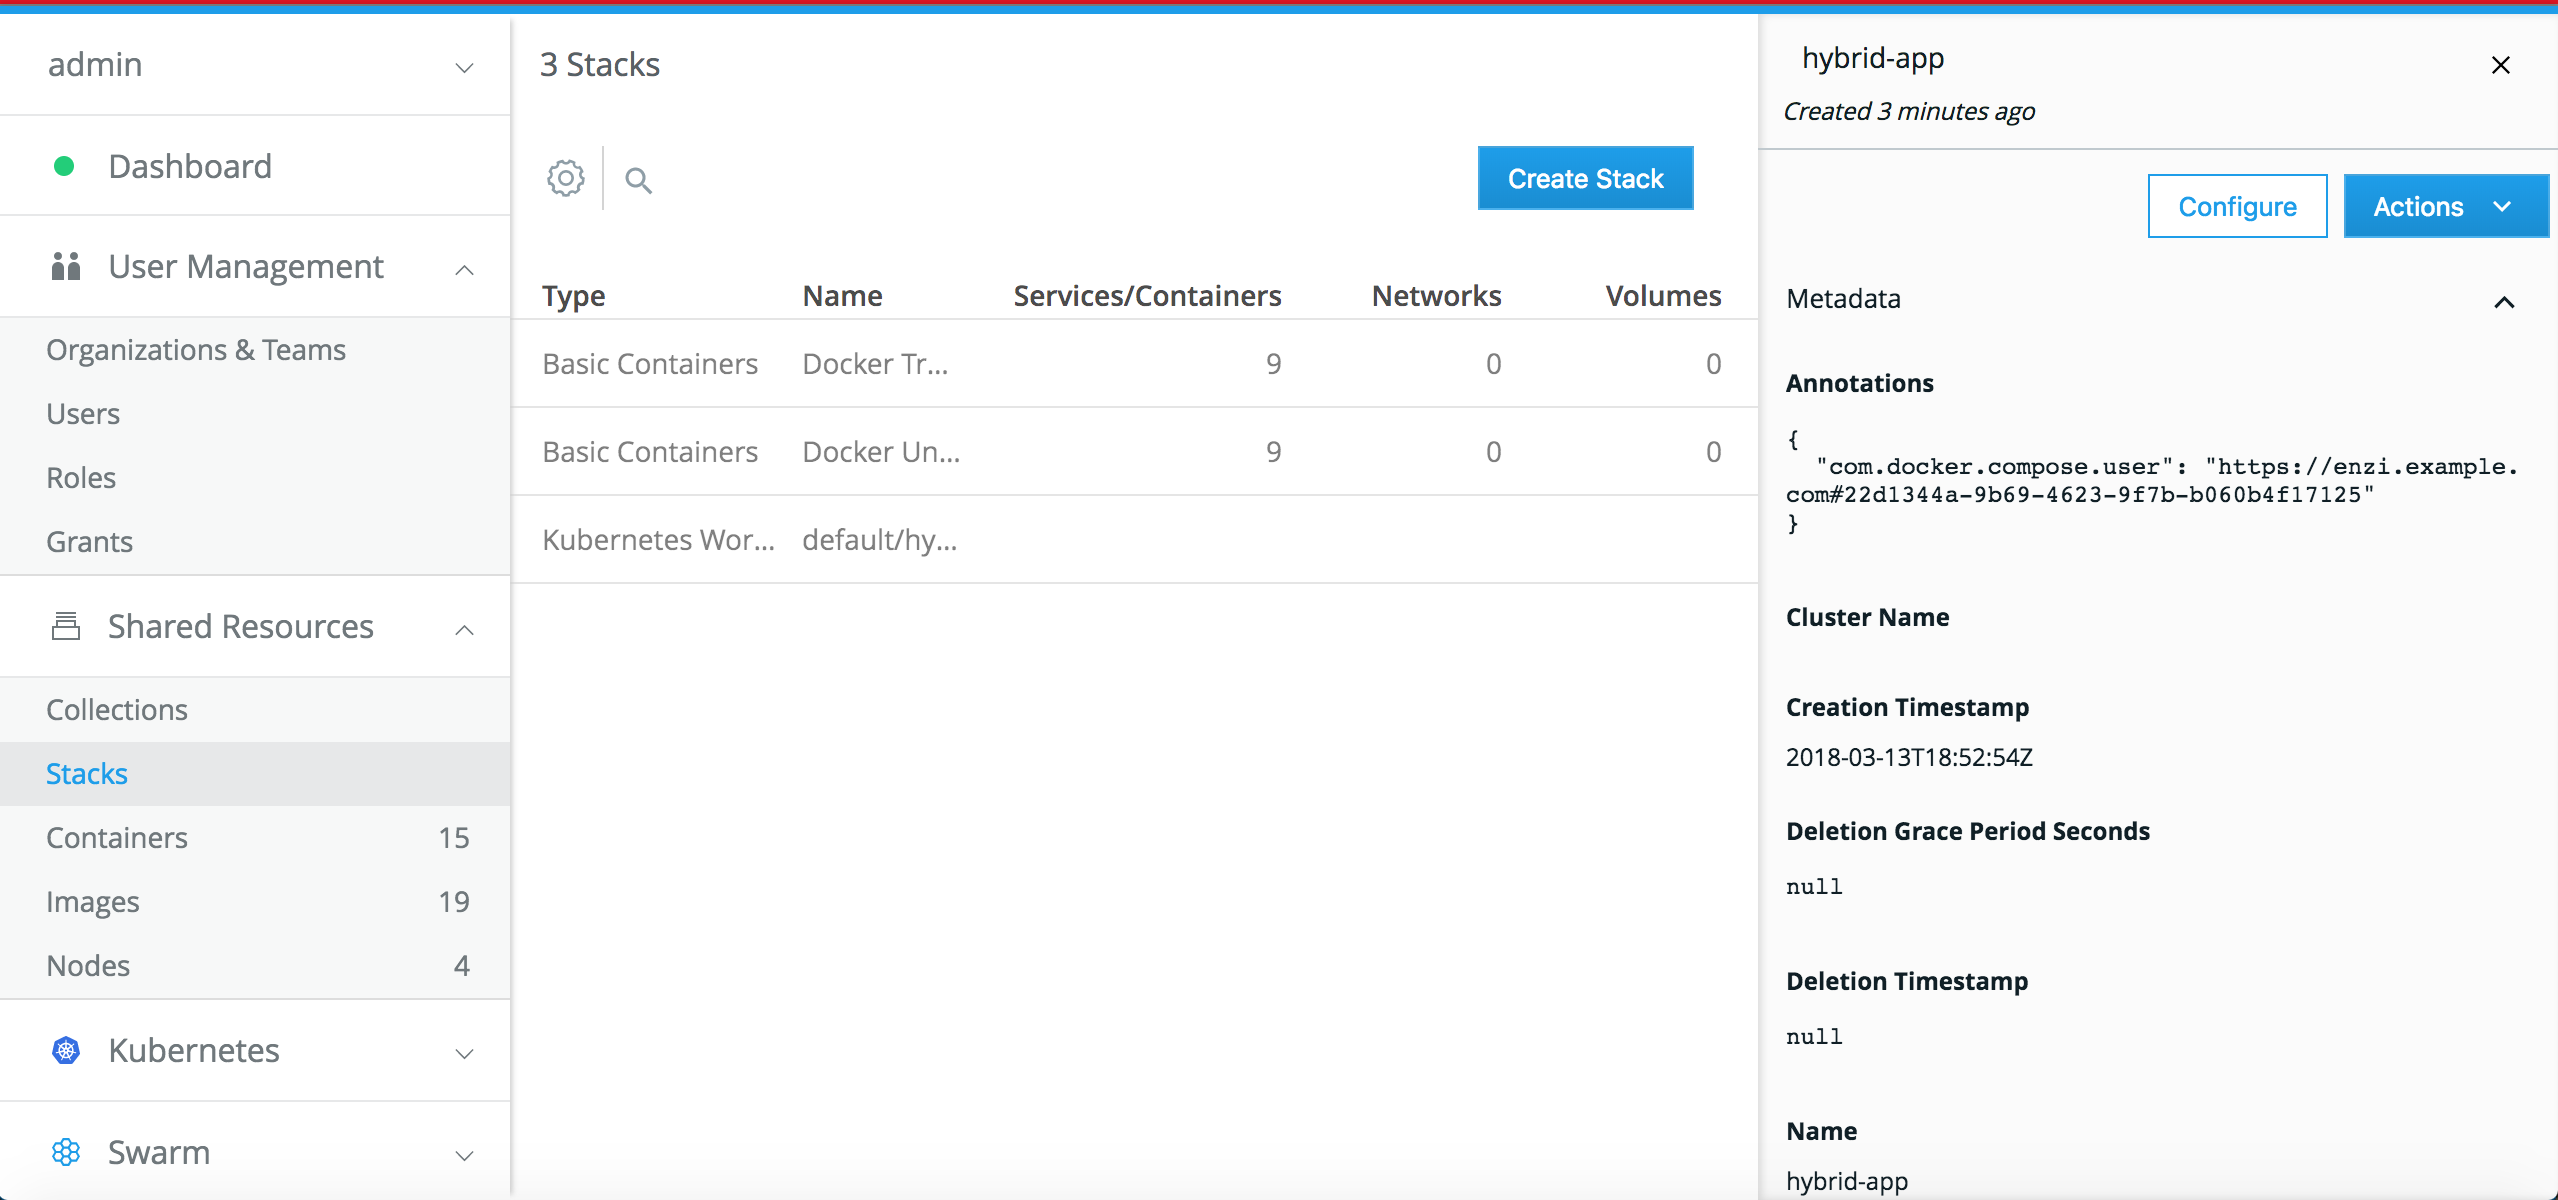 admin
Dashboard
User Management
Organizations & Teams
Users
Roles
Grants
Shared Resources
Collections
Stacks
Containers 15
Images 19
Nodes 4
Kubernetes
Swarm
3 Stacks
Create Stack
Type Name Services/Containers Networks Volumes
Basic Containers Docker Tr... 9 0 0
Basic Containers Docker Un... 9 0 0
Kubernetes Wor... default/hy...
hybrid-app
Created 3 minutes ago
Configure Actions
Metadata
Annotations
{
"com.docker.compose.user": "https://enzi.example.
com#22d1344a-9b69-4623-9f7b-b060b4f17125"
}
Cluster Name
Creation Timestamp
2018-03-13T18:52:54Z
Deletion Grace Period Seconds
null
Deletion Timestamp
null
Name
hybrid-app